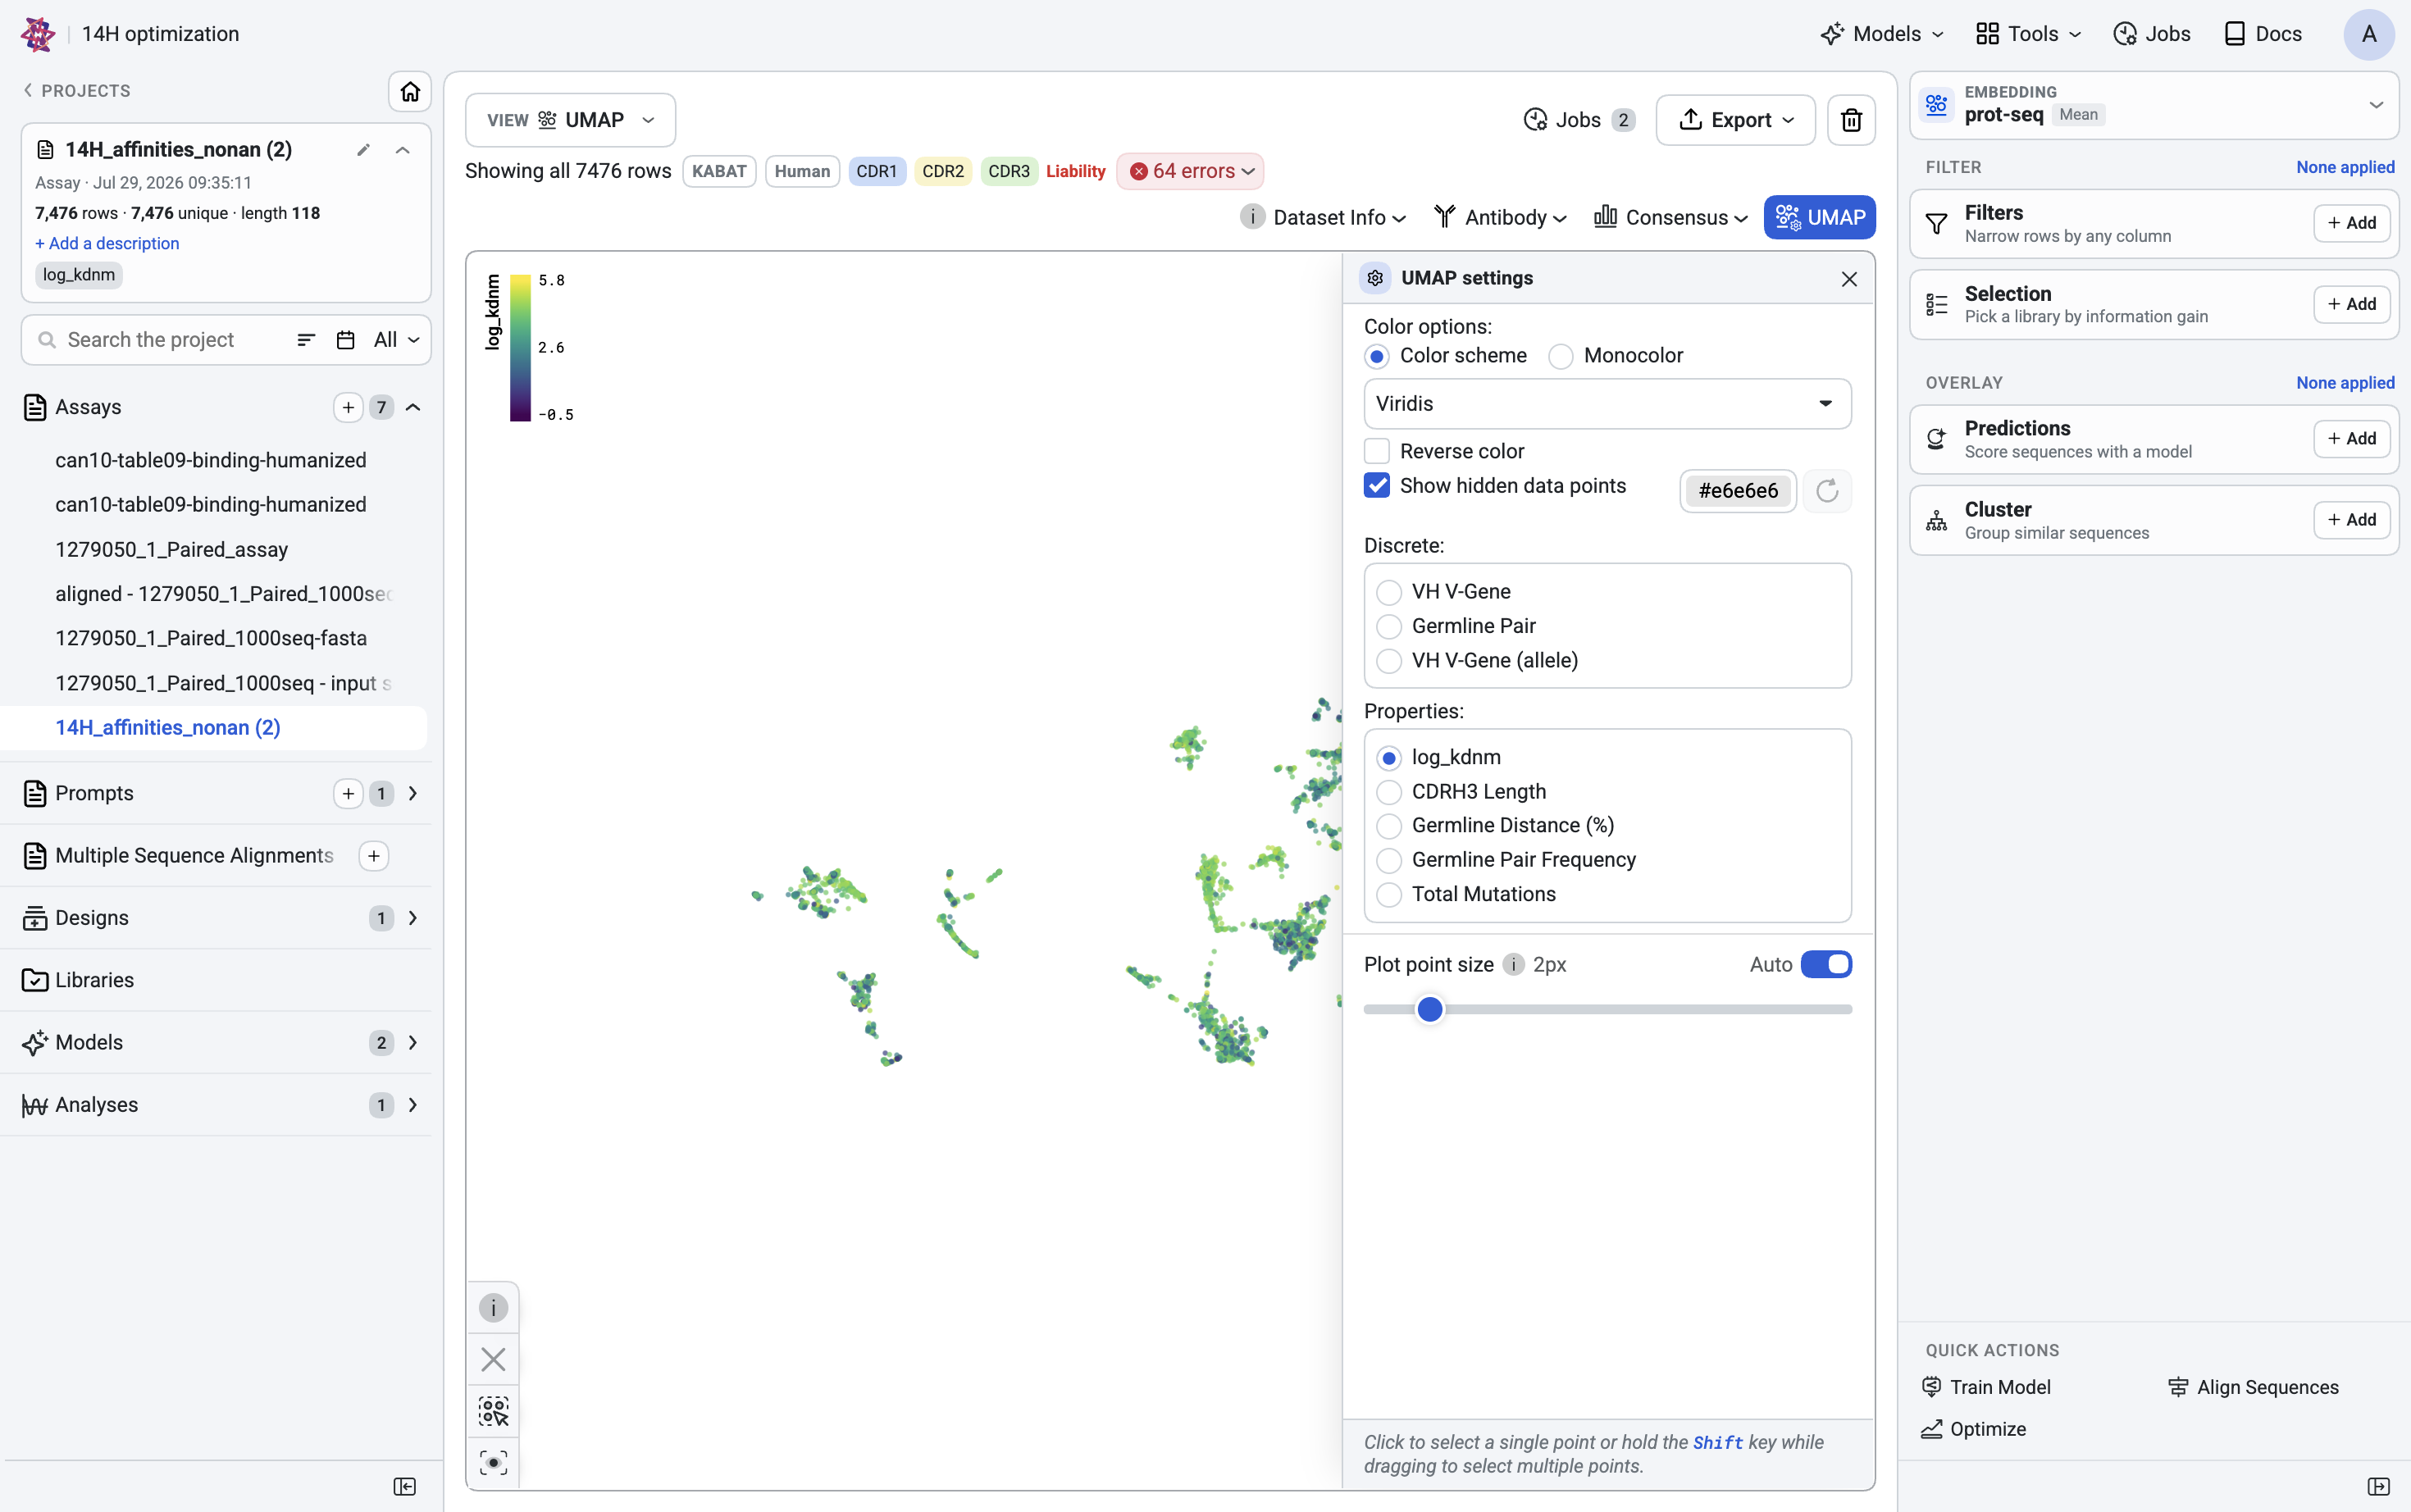 14H optimization
Models
Tools
Jobs
Docs
A
PROJECTS
14H_affinities_nonan (2)
Assay · Jul 29, 2026 09:35:11
7,476 rows · 7,476 unique · length 118
+ Add a description
log_kdnm
Search the project
All
Assays
7
can10-table09-binding-humanized
can10-table09-binding-humanized
1279050_1_Paired_assay
aligned - 1279050_1_Paired_1000sec
1279050_1_Paired_1000seq-fasta
1279050_1_Paired_1000seq - input s
14H_affinities_nonan (2)
Prompts
1
Multiple Sequence Alignments
Designs
1
Libraries
Models
2
Analyses
1
VIEW UMAP
Jobs 2
Export
Showing all 7476 rows
KABAT
Human
CDR1
CDR2
CDR3
Liability
64 errors
Dataset Info
Antibody
Consensus
UMAP
log_kdnm
5.8
2.6
-0.5
UMAP settings
Color options:
Color scheme
Monocolor
Viridis
Reverse color
Show hidden data points
#e6e6e6
Discrete:
VH V-Gene
Germline Pair
VH V-Gene (allele)
Properties:
log_kdnm
CDRH3 Length
Germline Distance (%)
Germline Pair Frequency
Total Mutations
Plot point size i 2px
Auto
Click to select a single point or hold the Shift key while
dragging to select multiple points.
EMBEDDING
prot-seq Mean
FILTER
None applied
Filters
Narrow rows by any column
+ Add
Selection
Pick a library by information gain
+ Add
OVERLAY
None applied
Predictions
Score sequences with a model
+ Add
Cluster
Group similar sequences
+ Add
QUICK ACTIONS
Train Model
Align Sequences
Optimize